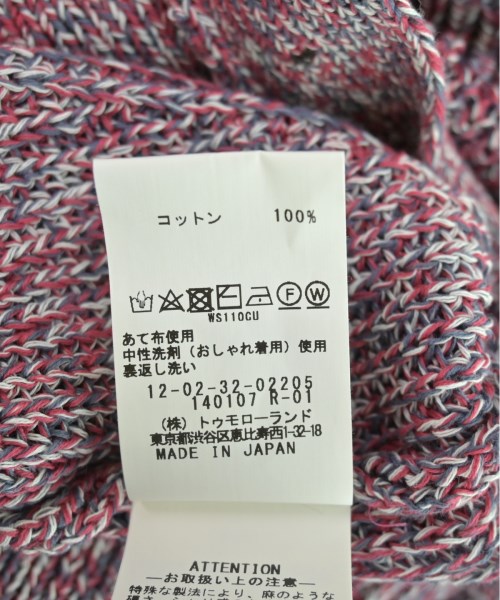 コットン 100%
F W
WS110CU
あて布使用
中性洗剤（おしゃれ着用）使用
裏返し洗い
12-02-32-02205
140107 R-01
（株）トゥモローランド
東京都渋谷区恵比寿西1-32-18
MADE IN JAPAN
ATTENTION
―お取扱い上の注意―
特殊な製法により、麻のような